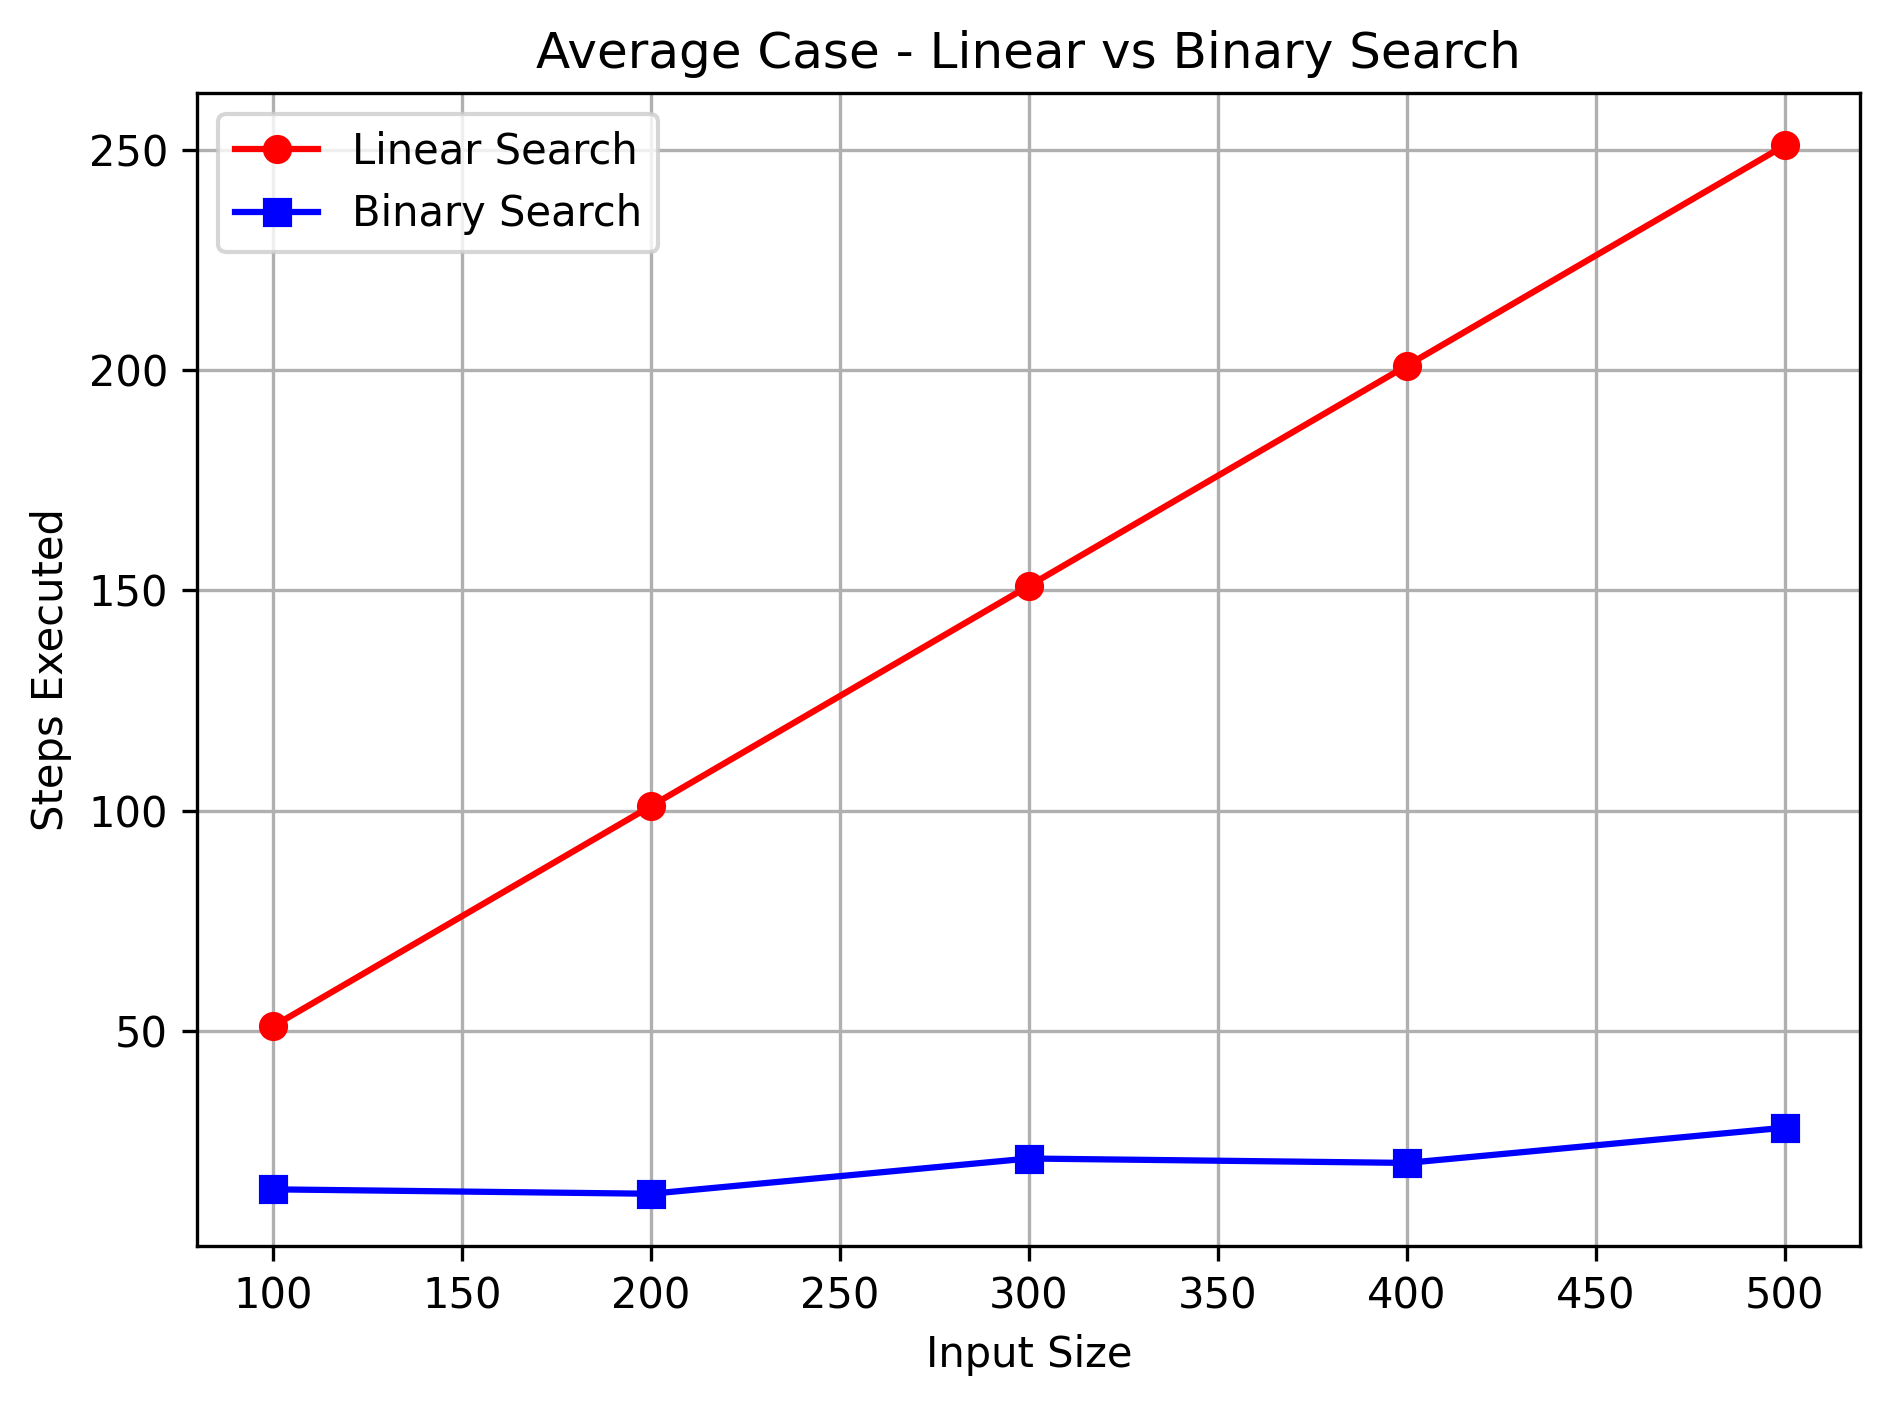 Average Case - Linear vs Binary Search
Linear Search
Binary Search
Steps Executed
250
200
150
100
50
100 150 200 250 300 350 400 450 500
Input Size